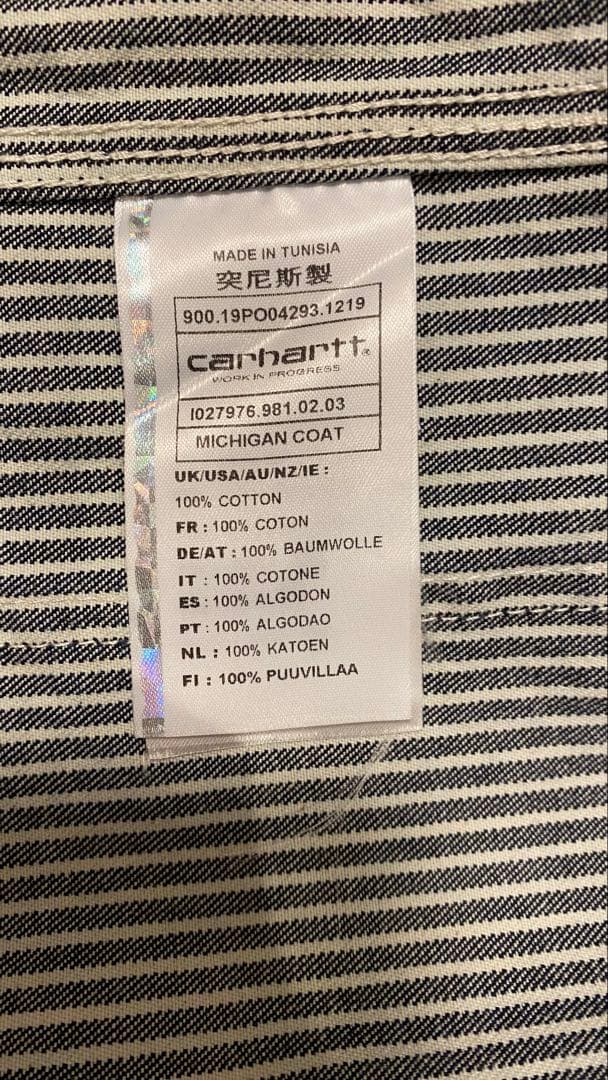 MADE IN TUNISIA
突尼斯製
900.19PO04293.1219
carhartt®
WORK IN PROGRESS
I027976.981.02.03
MICHIGAN COAT
UK/USA/AU/NZ/IE :
100% COTTON
FR : 100% COTON
DE/AT : 100% BAUMWOLLE
IT : 100% COTONE
ES : 100% ALGODON
PT : 100% ALGODAO
NL : 100% KATOEN
FI : 100% PUUVILLAA